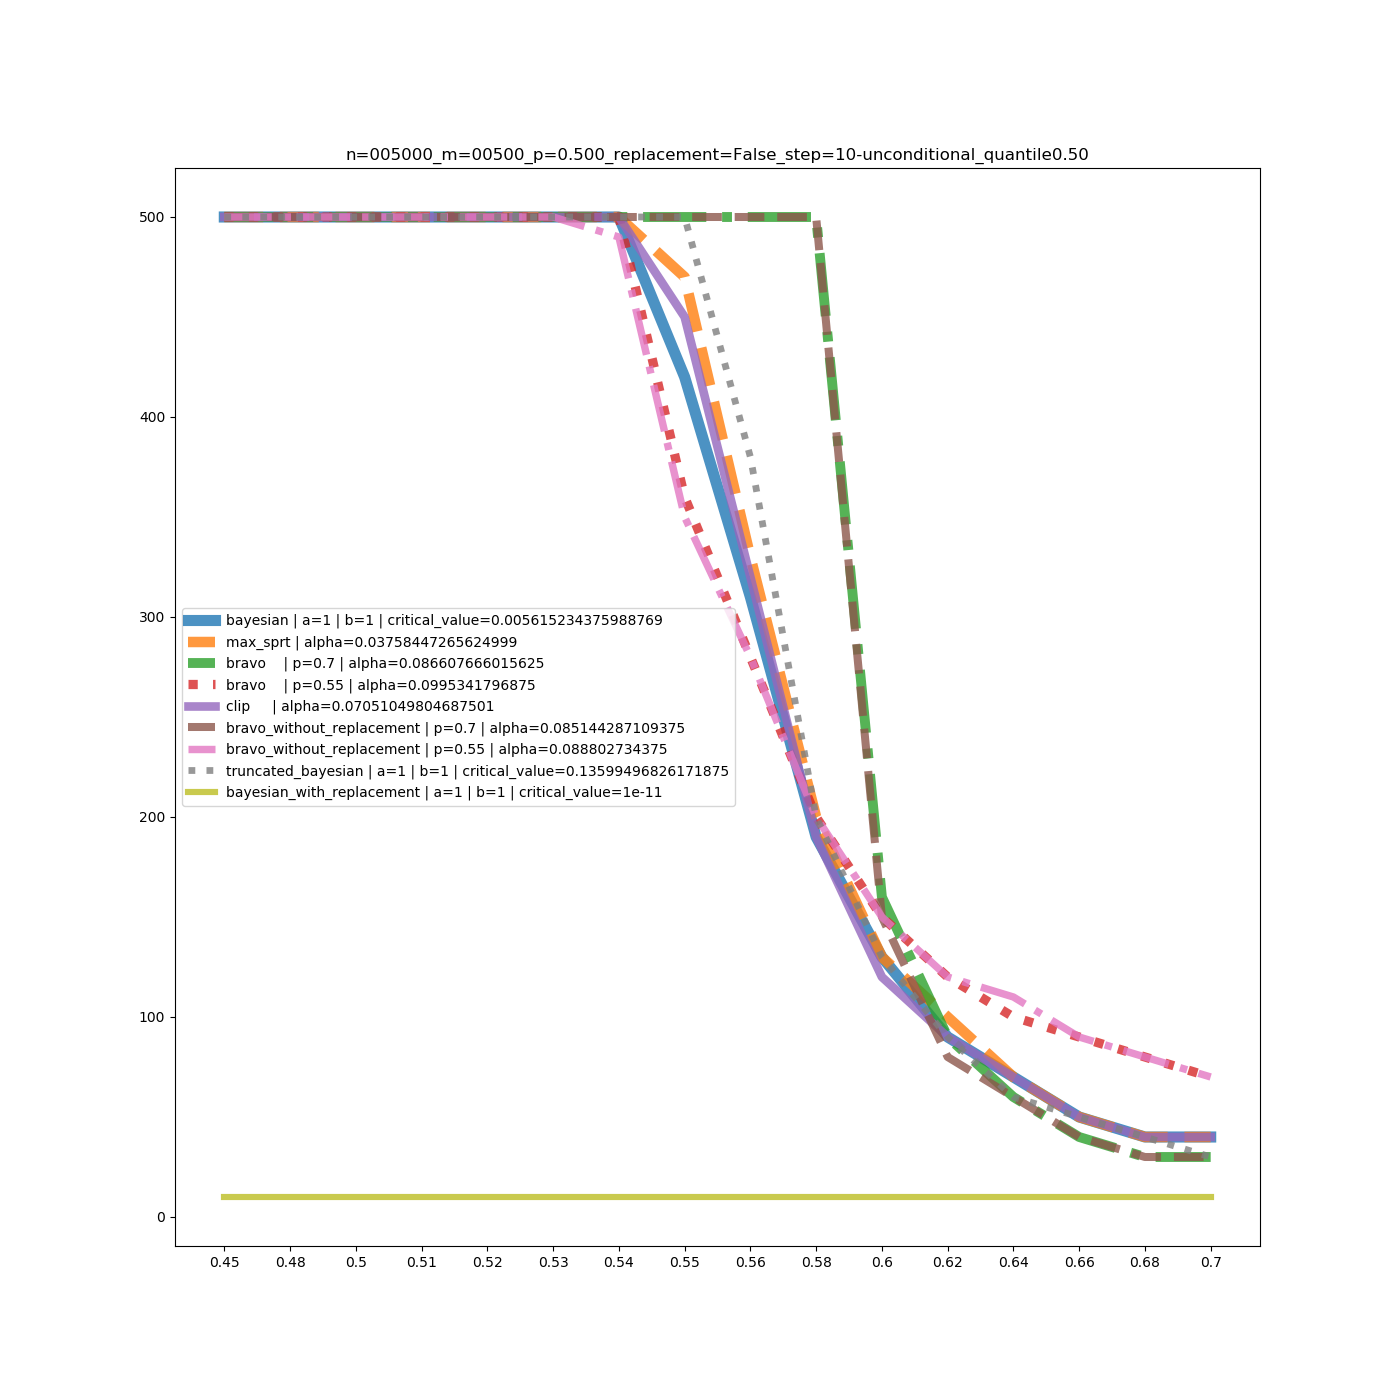 n=005000_m=00500_p=0.500_replacement=False_step=10-unconditional_quantile0.50
500
400
300
200
100
0
bayesian | a=1 | b=1 | critical_value=0.005615234375988769
max_sprt | alpha=0.03758447265624999
bravo | p=0.7 | alpha=0.086607666015625
bravo | p=0.55 | alpha=0.0995341796875
clip | alpha=0.07051049804687501
bravo_without_replacement | p=0.7 | alpha=0.085144287109375
bravo_without_replacement | p=0.55 | alpha=0.088802734375
truncated_bayesian | a=1 | b=1 | critical_value=0.13599496826171875
bayesian_with_replacement | a=1 | b=1 | critical_value=1e-11
0.45 0.48 0.5 0.51 0.52 0.53 0.54 0.55 0.56 0.58 0.6 0.62 0.64 0.66 0.68 0.7